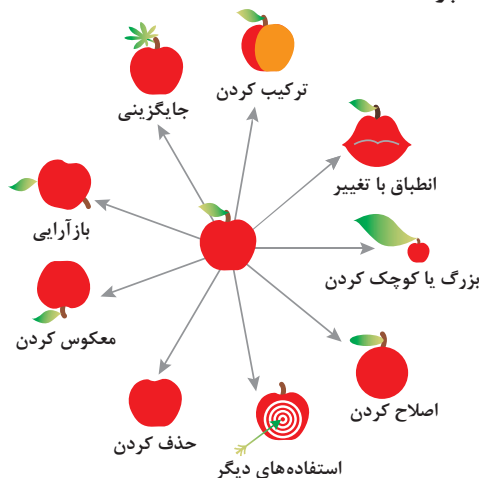 ترکیب کردن
جایگزینی
انطباق با تغییر
بازآرایی
بزرگ یا کوچک کردن
معکوس کردن
اصلاح کردن
حذف کردن
استفاده‌های دیگر